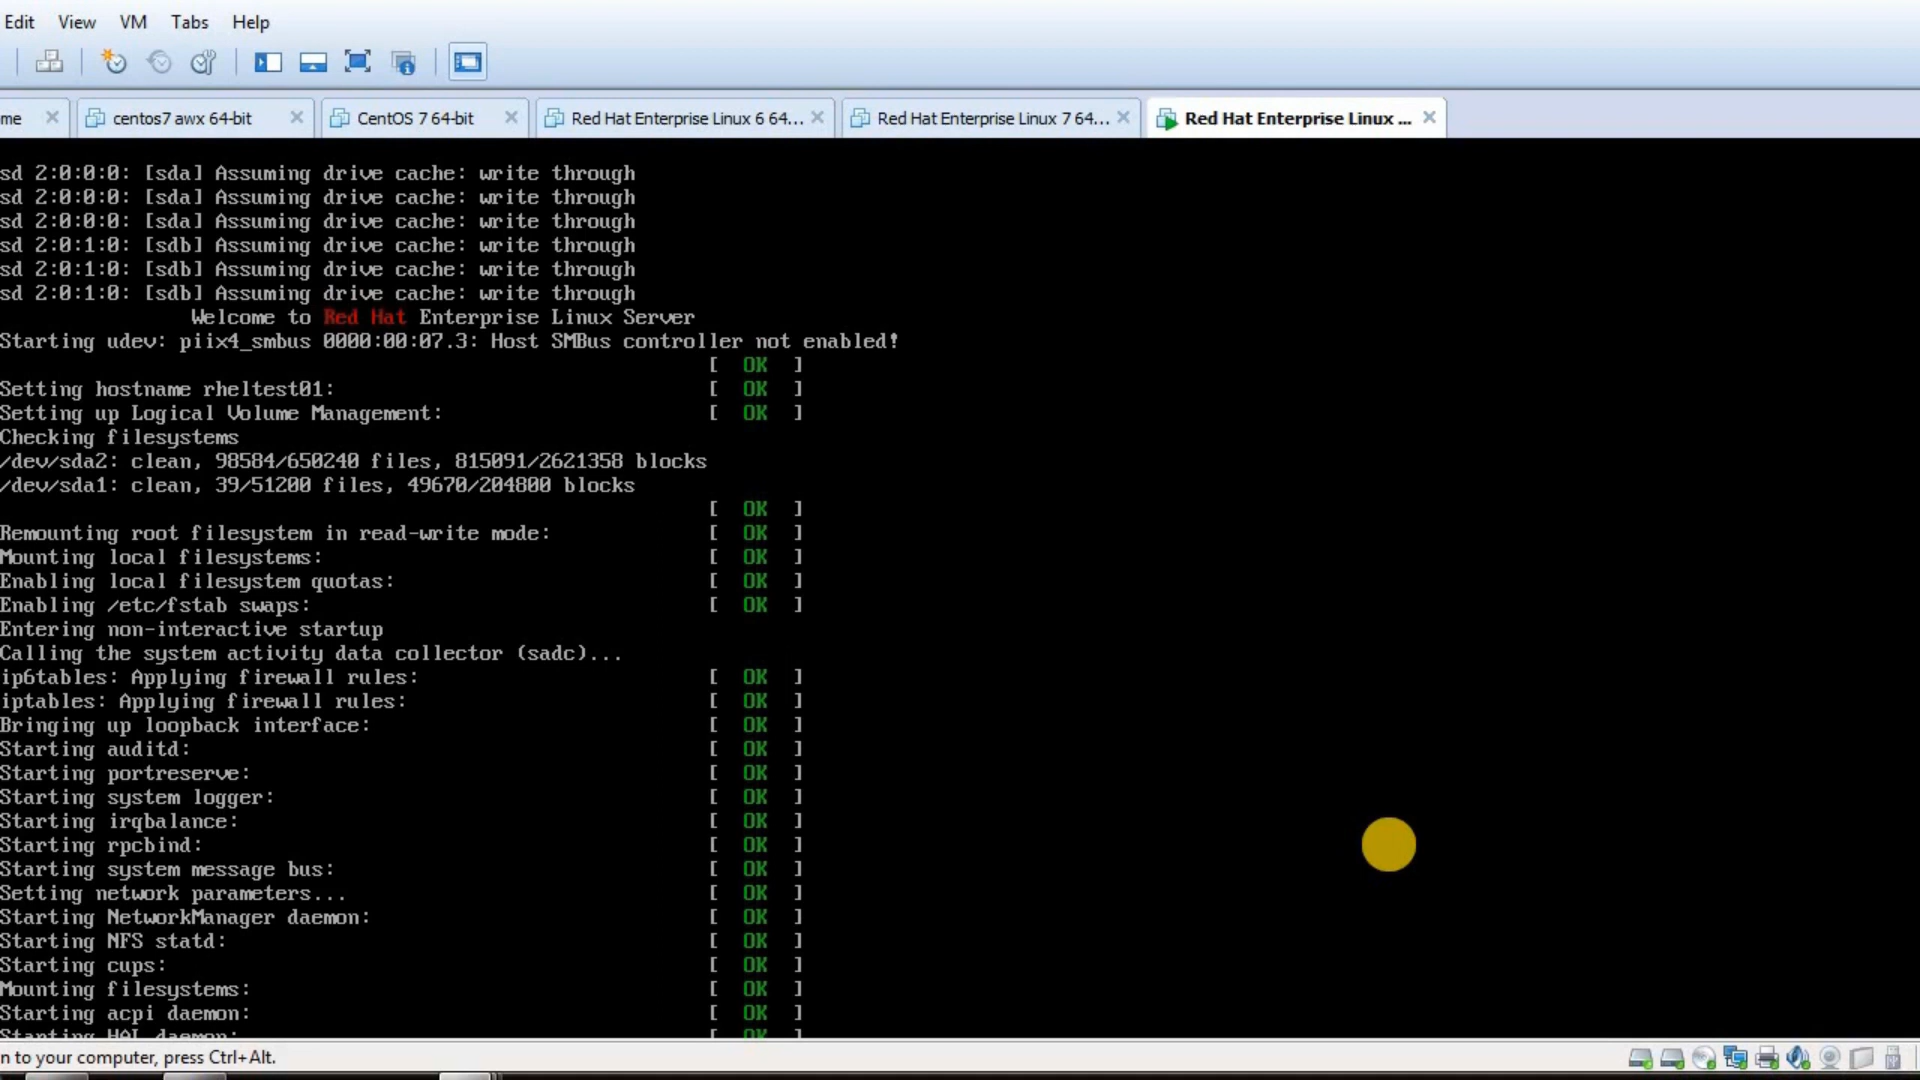 Edit View VM Tabs Help
me centos7 awx 64-bit CentOS 7 64-bit Red Hat Enterprise Linux 6 64... Red Hat Enterprise Linux 7 64... Red Hat Enterprise Linux ...
sd 2:0:0:0: [sda] Assuming drive cache: write through
sd 2:0:0:0: [sda] Assuming drive cache: write through
sd 2:0:0:0: [sda] Assuming drive cache: write through
sd 2:0:1:0: [sdb] Assuming drive cache: write through
sd 2:0:1:0: [sdb] Assuming drive cache: write through
sd 2:0:1:0: [sdb] Assuming drive cache: write through
Welcome to Red Hat Enterprise Linux Server
Starting udev: piix4_smbus 0000:00:07.3: Host SMBus controller not enabled!
[ OK ]
Setting hostname rheltest01: [ OK ]
Setting up Logical Volume Management: [ OK ]
Checking filesystems
/dev/sda2: clean, 98584/650240 files, 815091/2621358 blocks
/dev/sda1: clean, 39/51200 files, 49670/204800 blocks
[ OK ]
Remounting root filesystem in read-write mode: [ OK ]
Mounting local filesystems: [ OK ]
Enabling local filesystem quotas: [ OK ]
Enabling /etc/fstab swaps: [ OK ]
Entering non-interactive startup
Calling the system activity data collector (sadc)...
ip6tables: Applying firewall rules: [ OK ]
iptables: Applying firewall rules: [ OK ]
Bringing up loopback interface: [ OK ]
Starting auditd: [ OK ]
Starting portreserve: [ OK ]
Starting system logger: [ OK ]
Starting irqbalance: [ OK ]
Starting rpcbind: [ OK ]
Starting system message bus: [ OK ]
Setting network parameters... [ OK ]
Starting NetworkManager daemon: [ OK ]
Starting NFS statd: [ OK ]
Starting cups: [ OK ]
Mounting filesystems: [ OK ]
Starting acpi daemon: [ OK ]
Starting HAL daemon: [ OK ]
n to your computer, press Ctrl+Alt.